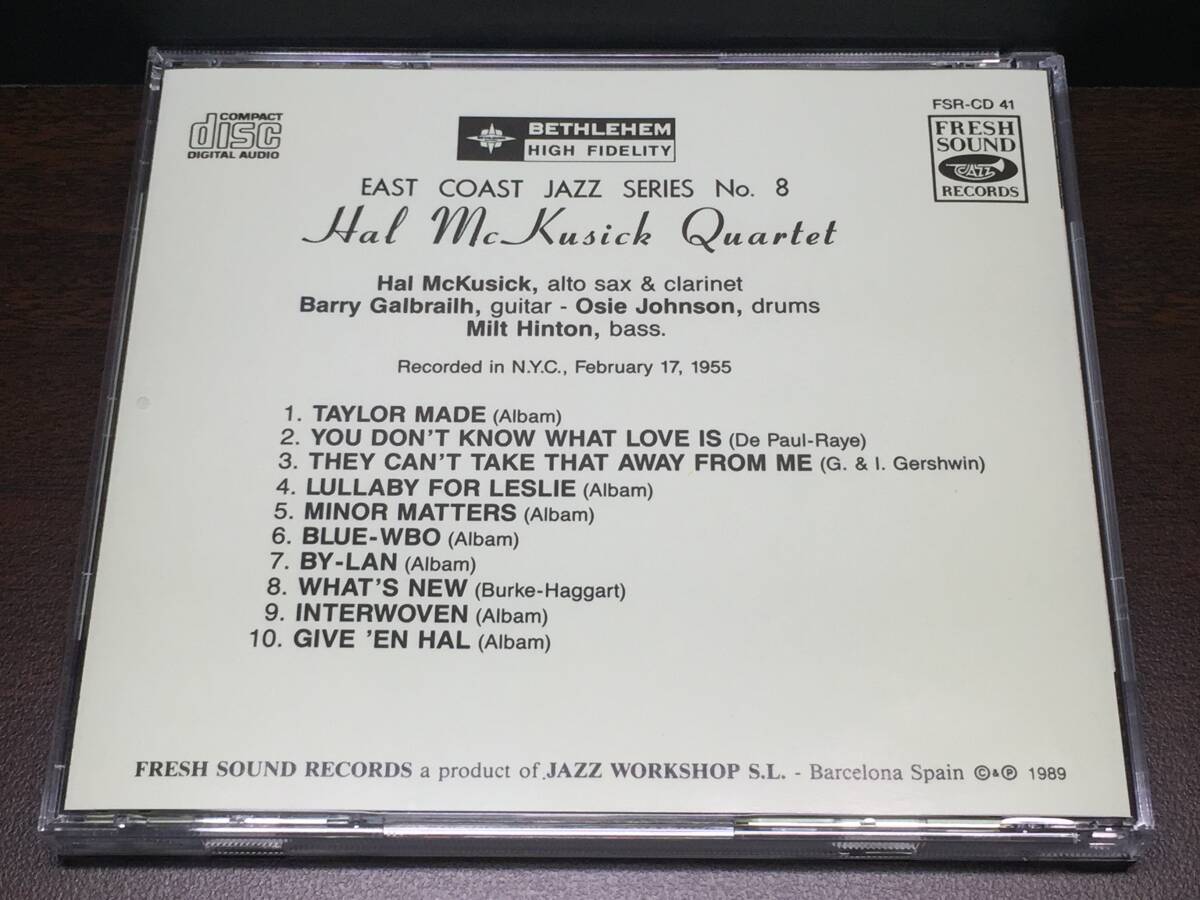 COMPACT
disc
DIGITAL AUDIO
BETHLEHEM
HIGH FIDELITY
FSR-CD 41
FRESH
SOUND
JAZZ
RECORDS
EAST COAST JAZZ SERIES No. 8
Hal McKusick Quartet
Hal McKusick, alto sax & clarinet
Barry Galbrailh, guitar - Osie Johnson, drums
Milt Hinton, bass.
Recorded in N.Y.C., February 17, 1955
1. TAYLOR MADE (Albam)
2. YOU DON'T KNOW WHAT LOVE IS (De Paul-Raye)
3. THEY CAN'T TAKE THAT AWAY FROM ME (G. & I. Gershwin)
4. LULLABY FOR LESLIE (Albam)
5. MINOR MATTERS (Albam)
6. BLUE-WBO (Albam)
7. BY-LAN (Albam)
8. WHAT'S NEW (Burke-Haggart)
9. INTERWOVEN (Albam)
10. GIVE 'EN HAL (Albam)
FRESH SOUND RECORDS a product of JAZZ WORKSHOP S.L. - Barcelona Spain ©&℗ 1989